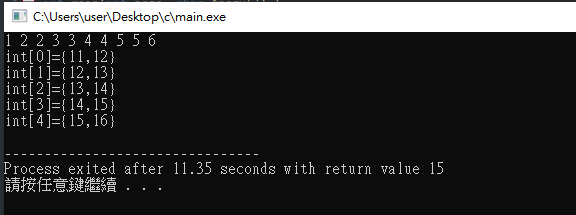 C:\Users\user\Desktop\c\main.exe
1 2 2 3 3 4 4 5 5 6
int[0]={11,12}
int[1]={12,13}
int[2]={13,14}
int[3]={14,15}
int[4]={15,16}
--------------------------------
Process exited after 11.35 seconds with return value 15
請按任意鍵繼續 . . .